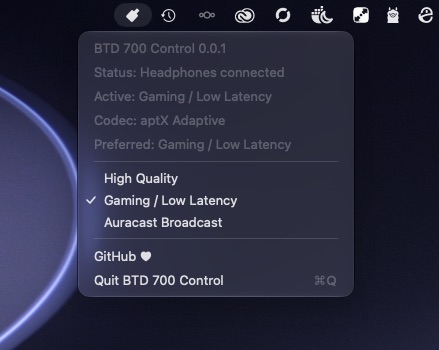 BTD 700 Control 0.0.1
Status: Headphones connected
Active: Gaming / Low Latency
Codec: aptX Adaptive
Preferred: Gaming / Low Latency
High Quality
✓ Gaming / Low Latency
Auracast Broadcast
GitHub ♥
Quit BTD 700 Control ⌘Q